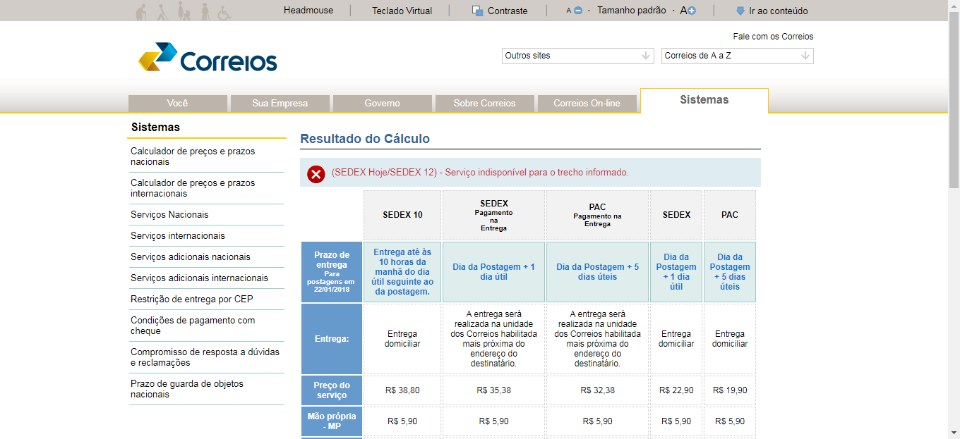 Headmouse
Teclado Virtual
Contraste
A - Tamanho padrão - A
Ir ao conteúdo
Fale com os Correios
Correios
Outros sites
Correios de A a Z
Você
Sua Empresa
Governo
Sobre Correios
Correios On-line
Sistemas
Sistemas
Calculador de preços e prazos
nacionais
Calculador de preços e prazos
internacionais
Serviços Nacionais
Serviços internacionais
Serviços adicionais nacionais
Serviços adicionais internacionais
Restrição de entrega por CEP
Condições de pagamento com
cheque
Compromisso de resposta a dúvidas
e reclamações
Prazo de guarda de objetos
nacionais
Resultado do Cálculo
(SEDEX Hoje/SEDEX 12) - Serviço indisponível para o trecho informado.
SEDEX 10
SEDEX
Pagamento
na
Entrega
PAC
Pagamento na
Entrega
SEDEX
PAC
Prazo de
entrega
Para
postagens em
22/01/2018
Entrega até às
10 horas da
manhã do dia
útil seguinte ao
da postagem.
Dia da Postagem + 1
dia útil
Dia da Postagem + 5
dias úteis
Dia da
Postagem
+ 1 dia
útil
Dia da
Postagem
+ 5 dias
úteis
Entrega:
Entrega
domiciliar
A entrega será
realizada na unidade
dos Correios habilitada
mais próxima do
endereço do
destinatário.
A entrega será
realizada na unidade
dos Correios habilitada
mais próxima do
endereço do
destinatário.
Entrega
domiciliar
Entrega
domiciliar
Preço do
serviço
R$ 38,80
R$ 35,38
R$ 32,38
R$ 22,90
R$ 19,90
Mão própria
- MP
R$ 5,90
R$ 5,90
R$ 5,90
R$ 5,90
R$ 5,90